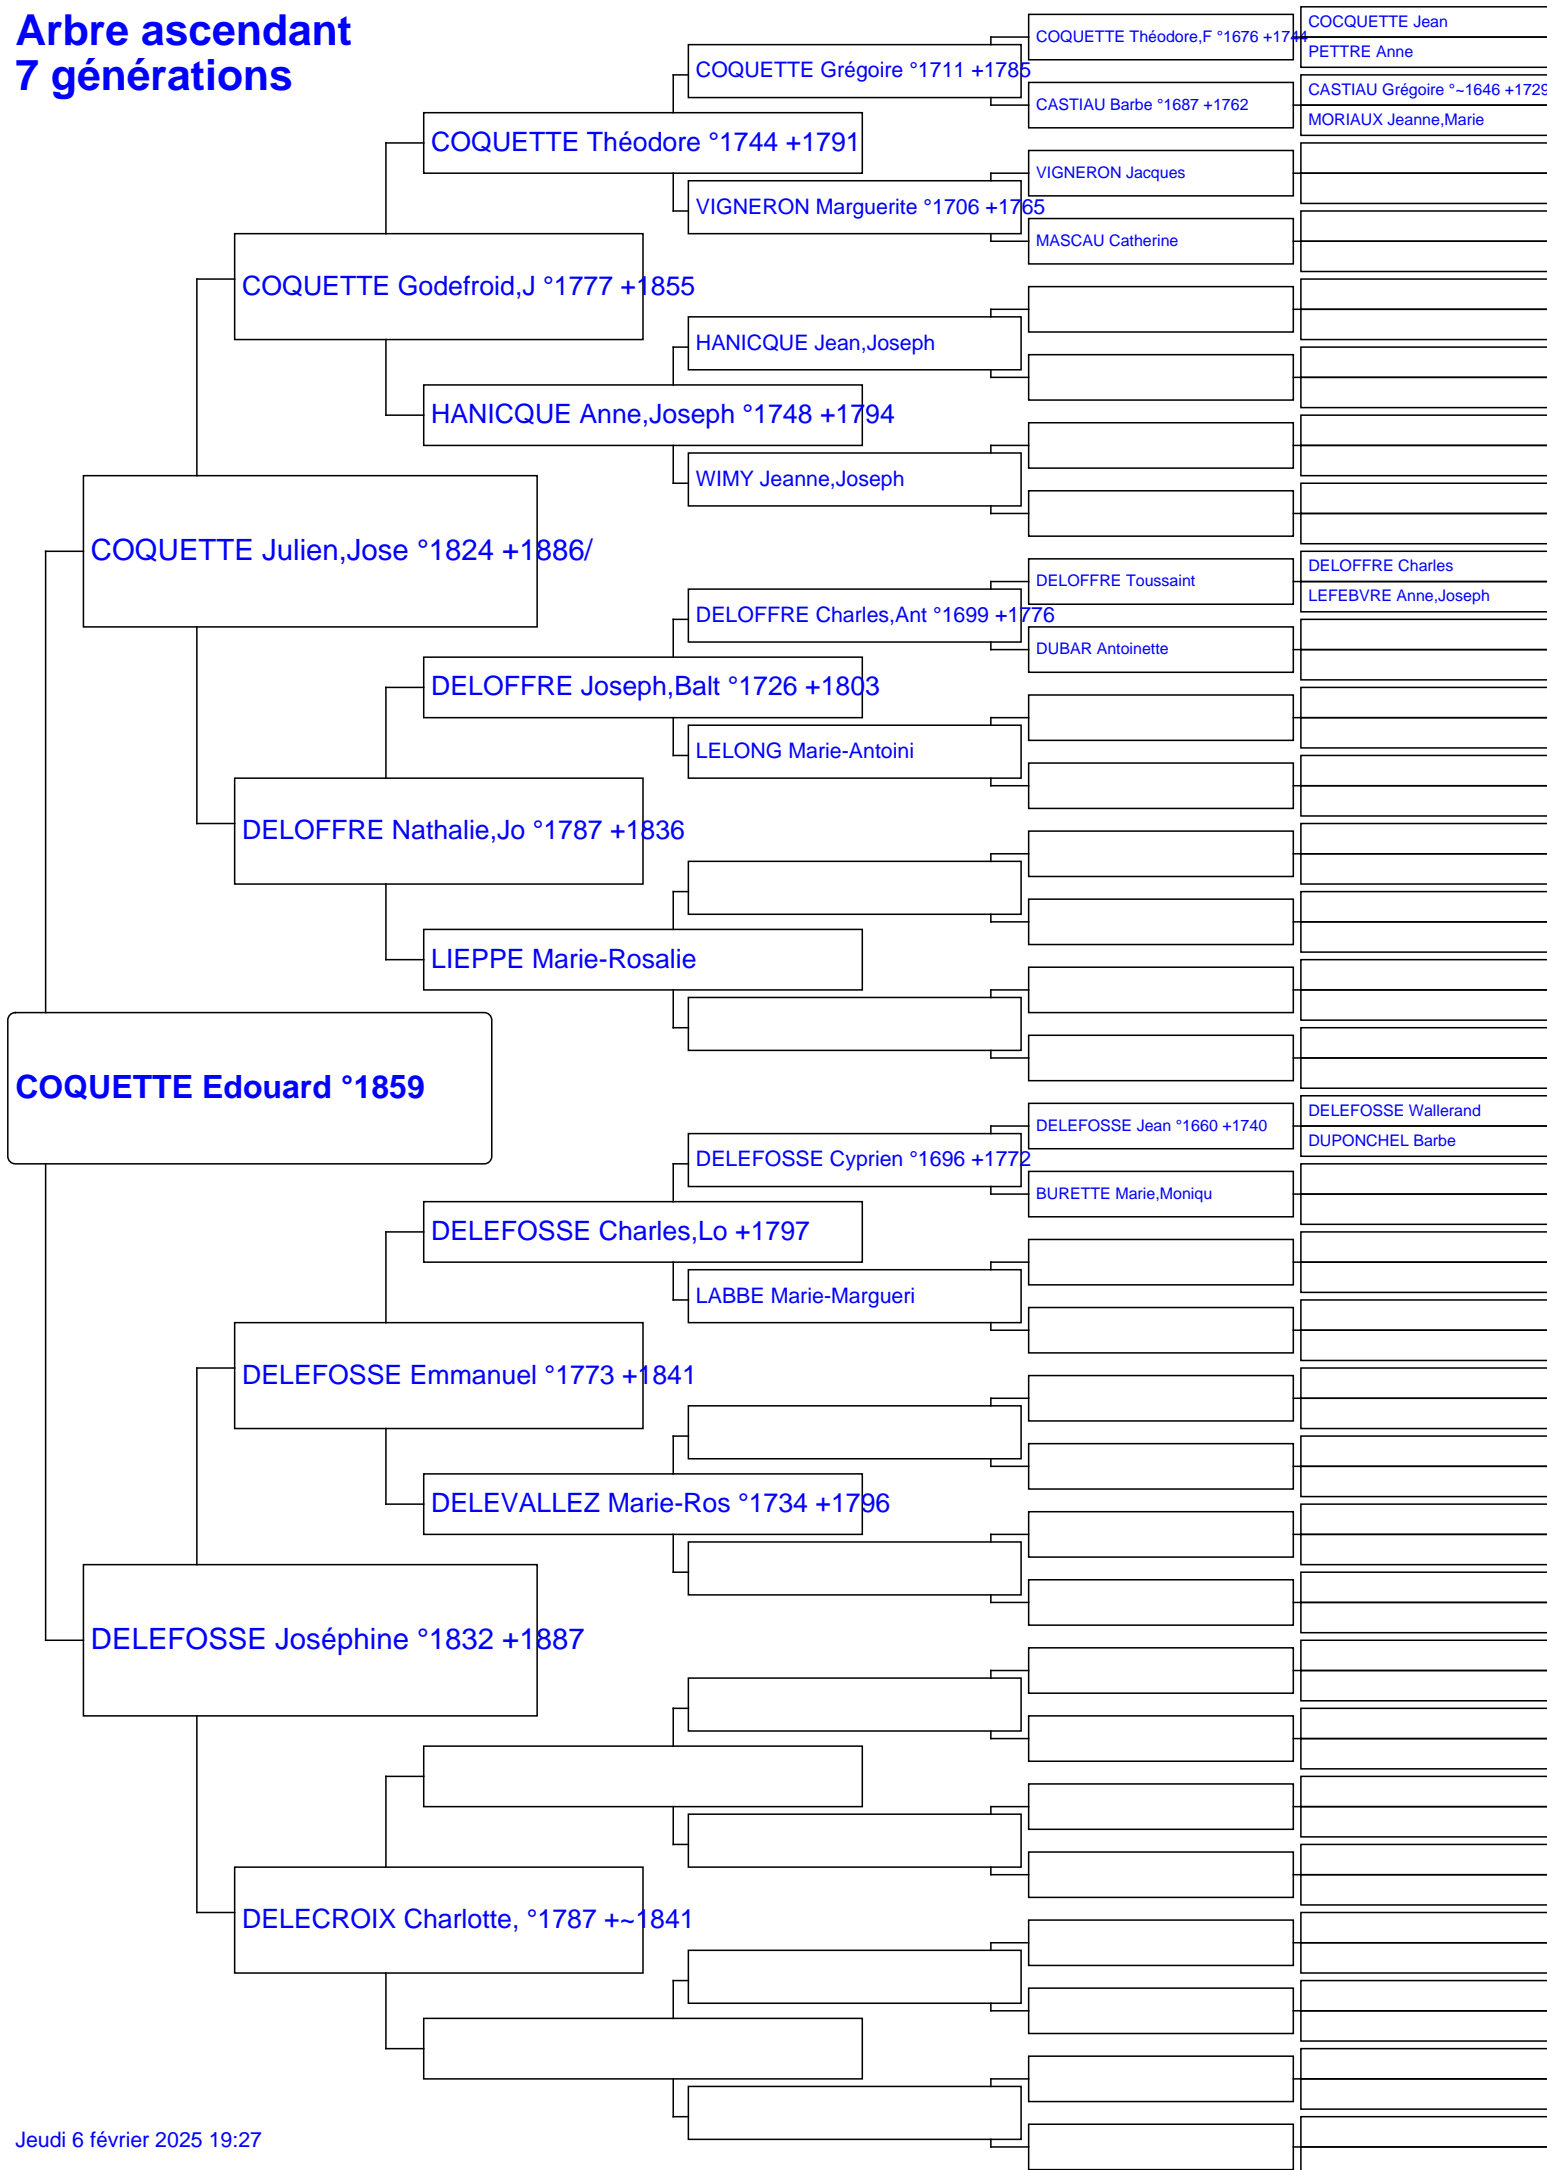 Arbre ascendant
7 générations
COQUETTE Edouard °1859
COQUETTE Julien,Jose °1824 +1886/
DELEFOSSE Joséphine °1832 +1887
COQUETTE Godefroid,J °1777 +1855
DELOFFRE Nathalie,Jo °1787 +1836
DELEFOSSE Emmanuel °1773 +1841
DELECROIX Charlotte, °1787 +~1841
COQUETTE Théodore °1744 +1791
HANICQUE Anne,Joseph °1748 +1794
DELOFFRE Joseph,Balt °1726 +1803
LIEPPE Marie-Rosalie
DELEFOSSE Charles,Lo +1797
DELEVALLEZ Marie-Ros °1734 +1796
COQUETTE Grégoire °1711 +1785
VIGNERON Marguerite °1706 +1765
HANICQUE Jean,Joseph
WIMY Jeanne,Joseph
DELOFFRE Charles,Ant °1699 +1776
LELONG Marie-Antoini
DELEFOSSE Cyprien °1696 +1772
LABBE Marie-Margueri
COQUETTE Théodore,F °1676 +1744
CASTIAU Barbe °1687 +1762
VIGNERON Jacques
MASCAU Catherine
DELOFFRE Toussaint
DUBAR Antoinette
DELEFOSSE Jean °1660 +1740
BURETTE Marie,Moniqu
COCQUETTE Jean
PETTRE Anne
CASTIAU Grégoire °~1646 +1729
MORIAUX Jeanne,Marie
DELOFFRE Charles
LEFEBVRE Anne,Joseph
DELEFOSSE Wallerand
DUPONCHEL Barbe
Jeudi 6 février 2025 19:27